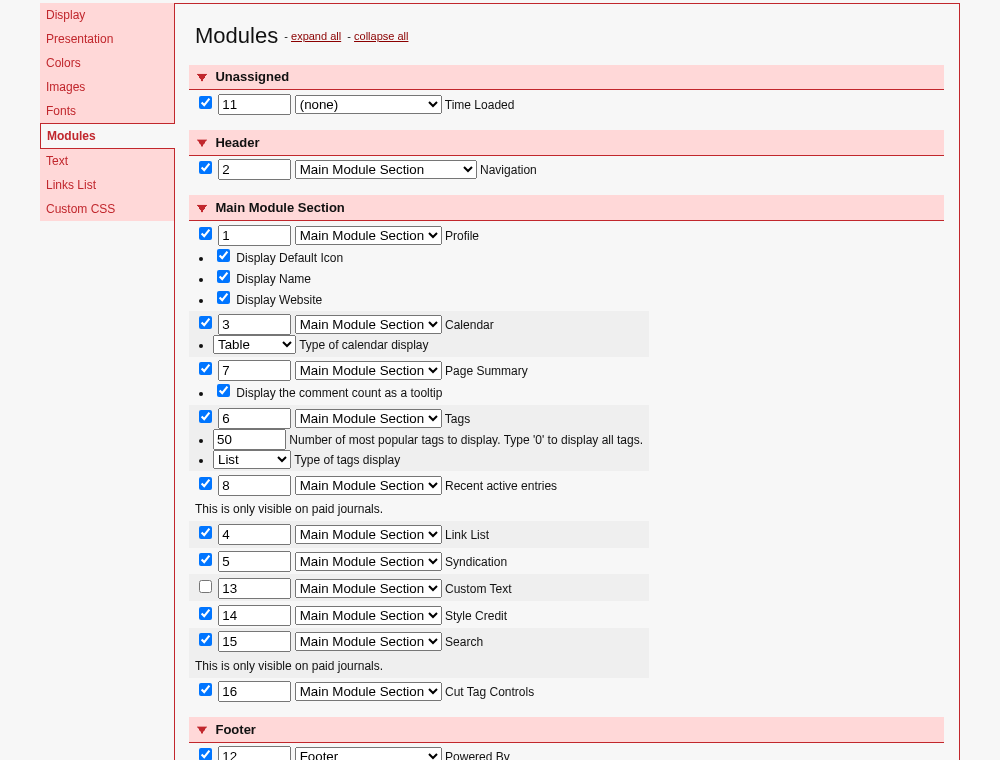 Display
Presentation
Colors
Images
Fonts
Modules
Text
Links List
Custom CSS
Modules - expand all - collapse all
Unassigned
11 (none) Time Loaded
Header
2 Main Module Section Navigation
Main Module Section
1 Main Module Section Profile
Display Default Icon
Display Name
Display Website
3 Main Module Section Calendar
Table Type of calendar display
7 Main Module Section Page Summary
Display the comment count as a tooltip
6 Main Module Section Tags
50 Number of most popular tags to display. Type '0' to display all tags.
List Type of tags display
8 Main Module Section Recent active entries
This is only visible on paid journals.
4 Main Module Section Link List
5 Main Module Section Syndication
13 Main Module Section Custom Text
14 Main Module Section Style Credit
15 Main Module Section Search
This is only visible on paid journals.
16 Main Module Section Cut Tag Controls
Footer
12 Footer Powered By